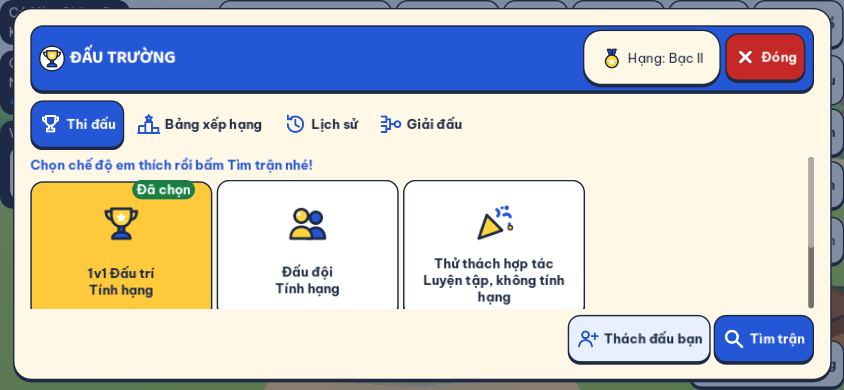 ĐẤU TRƯỜNG
Hạng: Bạc II
Đóng
Thi đấu
Bảng xếp hạng
Lịch sử
Giải đấu
Chọn chế độ em thích rồi bấm Tìm trận nhé!
Đã chọn
1v1 Đấu trí
Tính hạng
Đấu đội
Tính hạng
Thử thách hợp tác
Luyện tập, không tính
hạng
Thách đấu bạn
Tìm trận